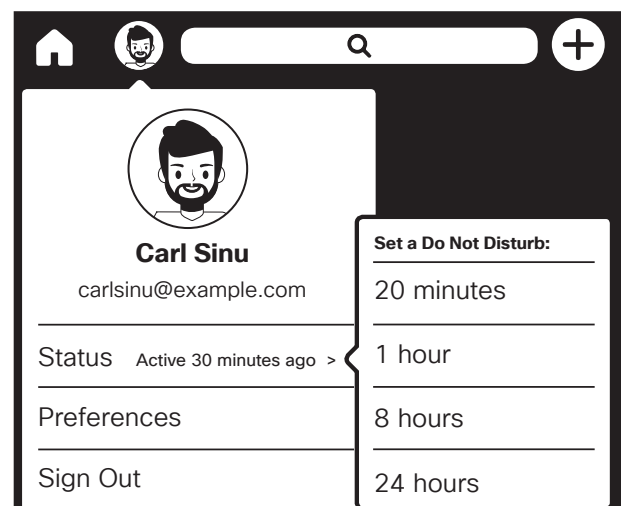 Carl Sinu
carlsinu@example.com
Status Active 30 minutes ago >
Preferences
Sign Out
Set a Do Not Disturb:
20 minutes
1 hour
8 hours
24 hours